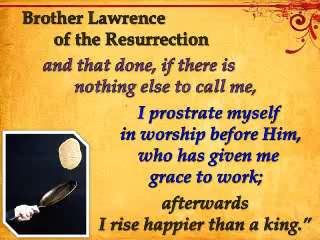 Brother Lawrence
of the Resurrection
and that done, if there is
nothing else to call me,
I prostrate myself
in worship before Him,
who has given me
grace to work;
afterwards
I rise happier than a king.”